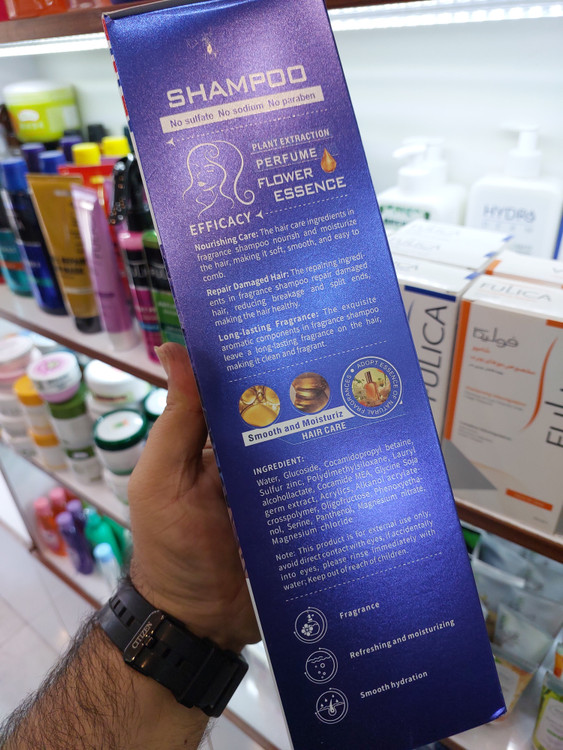 SHAMPOO
No sulfate No sodium No paraben
PLANT EXTRACTION
PERFUME
FLOWER
ESSENCE
EFFICACY
Nourishing Care: The hair care ingredients in
fragrance shampoo nourish and moisturize
the hair, making it soft, smooth, and easy to
comb.
Repair Damaged Hair: The repairing ingredi
ents in fragrance shampoo repair damaged
hair, reducing breakage and split ends,
making the hair healthy.
Long-lasting Fragrance: The exquisite
aromatic components in fragrance shampoo
leave a long-lasting fragrance on the hair,
making it clean and fragrant.
ADOPT ESSENCE
OF NATURAL FRAGRANCES
Smooth and Moisturiz
HAIR CARE
INGREDIENT:
Water, Glucoside, Cocamidopropyl betaine,
Sulfur zinc, Polydimethylsiloxane, Lauryl
alcohollactate, Cocamide MEA, Glycine Soja
germ extract, Acrylics, Alkanol acrylate
crosspolymer, Oligofructose, Phenoxyetha-
nol, Serine, Panthenol, Magnesium nitrate,
Magnesium chloride.
Note: This product is for external use only,
avoid direct contact with eyes, if accidentally
into eyes, please rinse immediately with
water; Keep out of reach of children.
Fragrance
Refreshing and moisturizing
Smooth hydration
CITIZEN
HYDR
FULICA
فولیکا